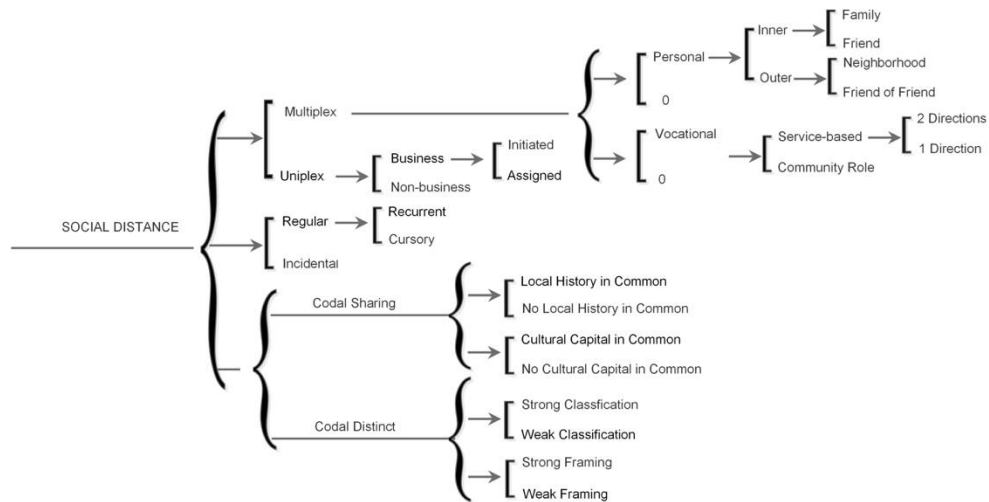 Family
Inner
Friend
Personal
Neighborhood
Outer
Friend of Friend
0
Multiplex
2 Directions
Vocational
Service-based
1 Direction
Initiated
Business
Community Role
Uniplex
Assigned
0
Non-business
Recurrent
SOCIAL DISTANCE
Regular
Cursory
Incidental
Local History in Common
Codal Sharing
No Local History in Common
Cultural Capital in Common
No Cultural Capital in Common
Strong Classfication
Codal Distinct
Weak Classification
Strong Framing
Weak Framing